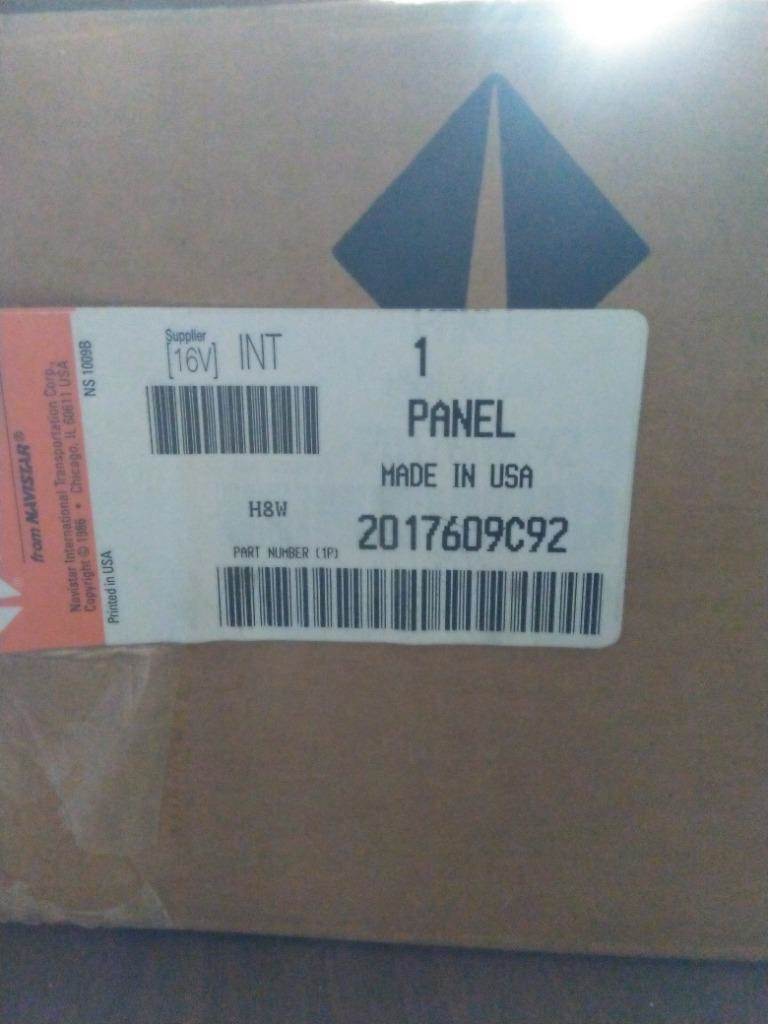 Supplier
[16V] INT
1
PANEL
MADE IN USA
H8W
2017609C92
PART NUMBER (1P)
from NAVISTAR®
Navistar International Transportation Corp.
Copyright © 1986 • Chicago, IL 60611 USA
NS 1009B
Printed in USA